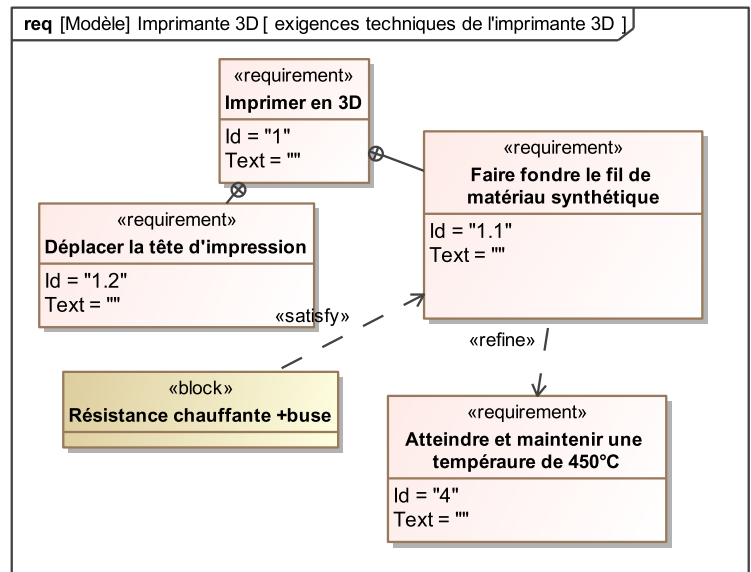 req [Modèle] Imprimante 3D [ exigences techniques de l'imprimante 3D ]
«requirement»
Imprimer en 3D
Id = "1"
Text = ""
«requirement»
Faire fondre le fil de
matériau synthétique
Id = "1.1"
Text = ""
«requirement»
Déplacer la tête d'impression
Id = "1.2"
Text = ""
«satisfy»
«refine»
«block»
Résistance chauffante +buse
«requirement»
Atteindre et maintenir une
tempéraure de 450°C
Id = "4"
Text = ""